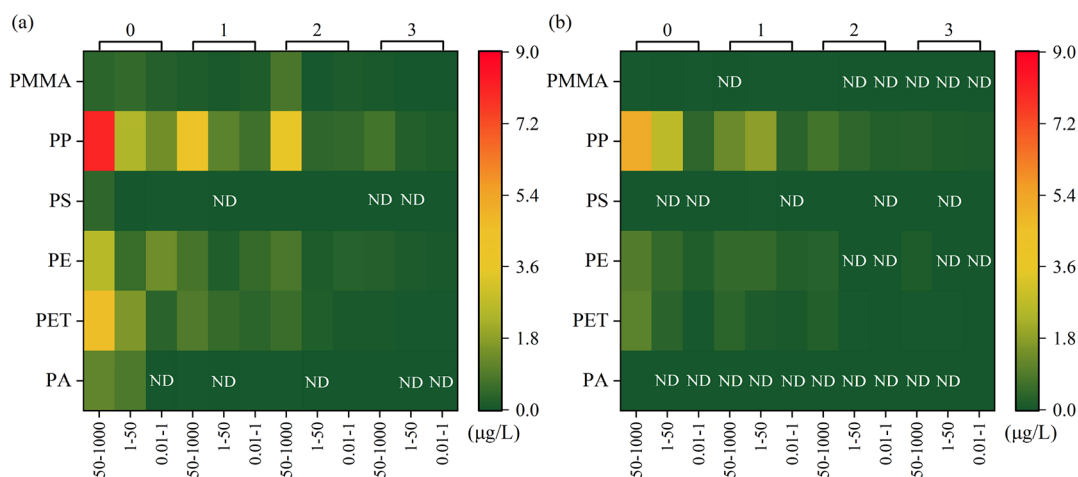 (a)
0 1 2 3
PMMA
PP
PS ND ND ND
PE
PET
PA ND ND ND ND ND
50-1000 1-50 0.01-1 50-1000 1-50 0.01-1 50-1000 1-50 0.01-1 50-1000 1-50 0.01-1
9.0
7.2
5.4
3.6
1.8
0.0
(μg/L)
(b)
0 1 2 3
PMMA ND ND ND ND ND ND
PP
PS ND ND ND ND ND
PE ND ND ND ND
PET
PA ND ND ND ND ND ND ND ND ND ND
50-1000 1-50 0.01-1 50-1000 1-50 0.01-1 50-1000 1-50 0.01-1 50-1000 1-50 0.01-1
9.0
7.2
5.4
3.6
1.8
0.0
(μg/L)